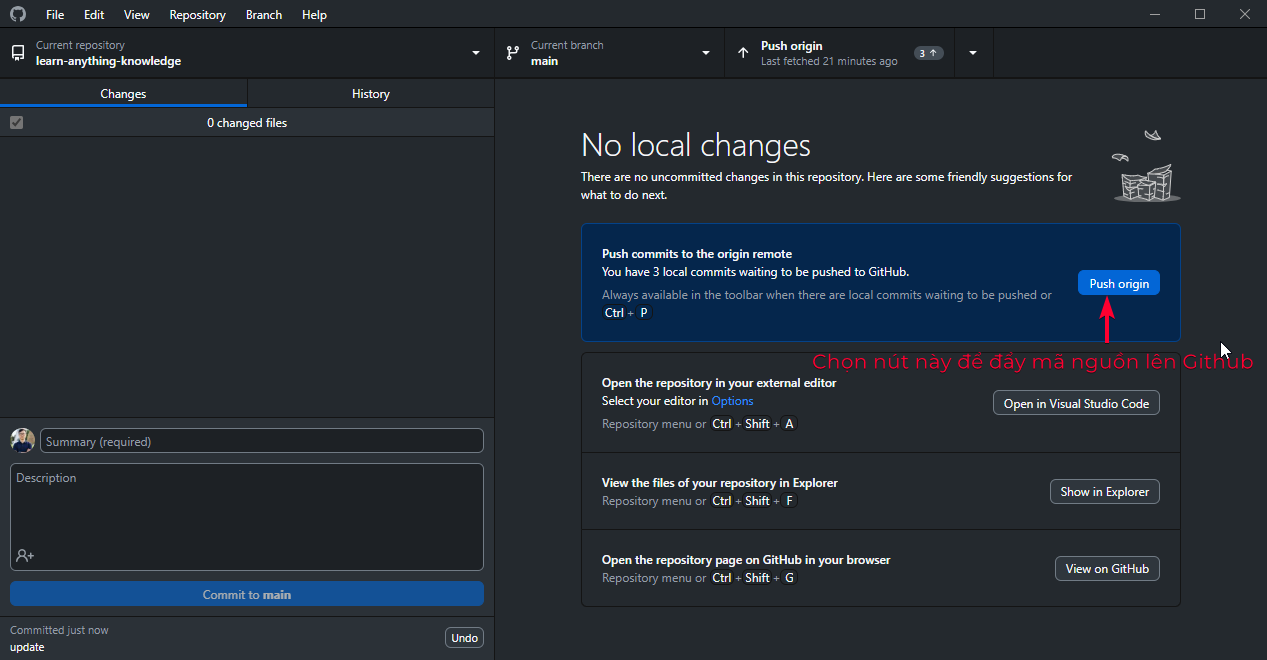 File Edit View Repository Branch Help
Current repository
learn-anything-knowledge
Current branch
main
Push origin
Last fetched 21 minutes ago
3
Changes
History
0 changed files
No local changes
There are no uncommitted changes in this repository. Here are some friendly suggestions for
what to do next.
Push commits to the origin remote
You have 3 local commits waiting to be pushed to GitHub.
Always available in the toolbar when there are local commits waiting to be pushed or
Ctrl + P
Push origin
Chọn nút này để đẩy mã nguồn lên Github
Open the repository in your external editor
Select your editor in Options
Repository menu or Ctrl + Shift + A
Open in Visual Studio Code
View the files of your repository in Explorer
Repository menu or Ctrl + Shift + F
Show in Explorer
Open the repository page on GitHub in your browser
Repository menu or Ctrl + Shift + G
View on GitHub
Summary (required)
Description
Commit to main
Committed just now
update
Undo